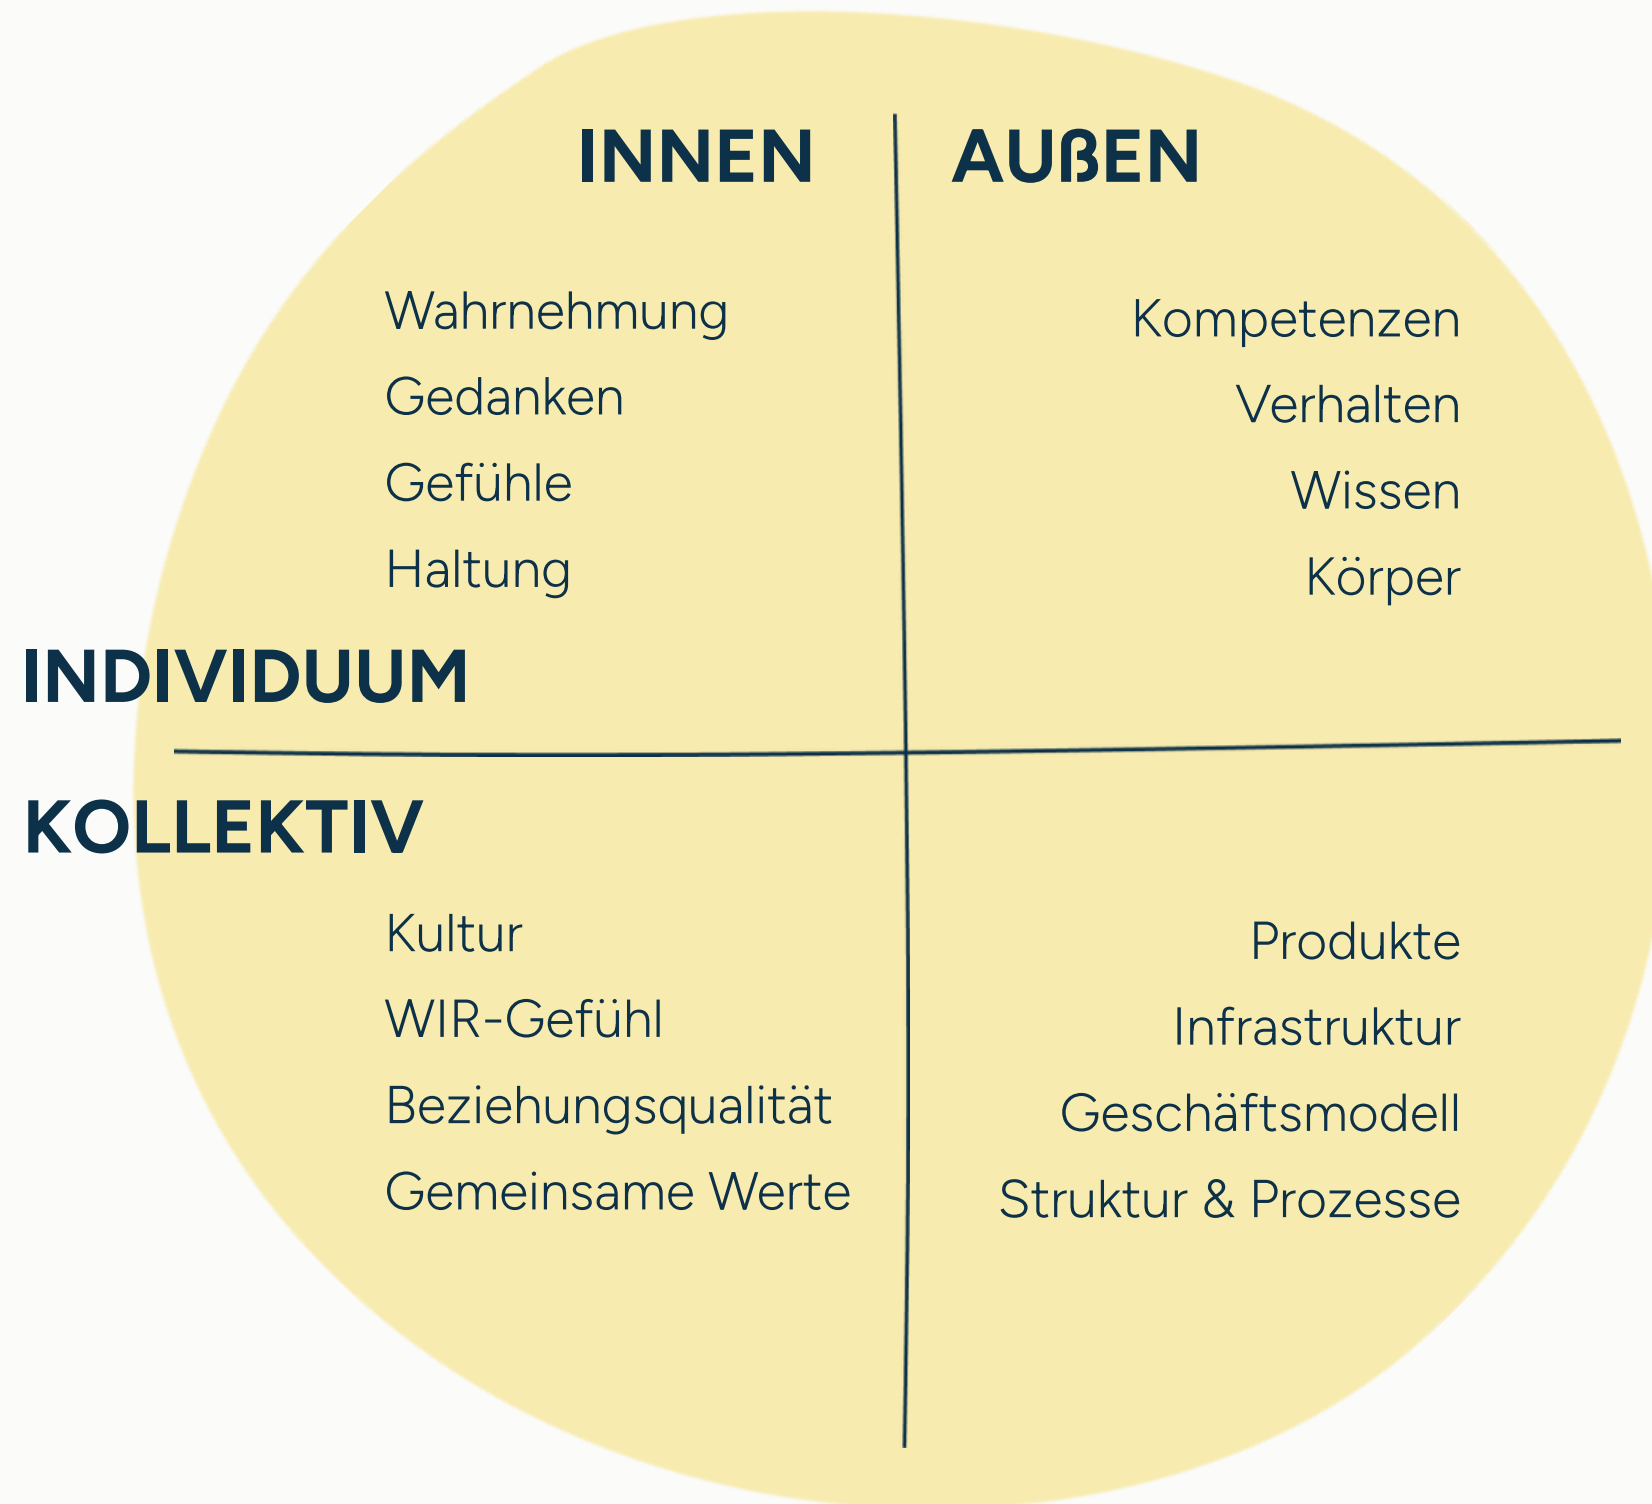 INNEN
AUßEN
Wahrnehmung
Gedanken
Gefühle
Haltung
Kompetenzen
Verhalten
Wissen
Körper
INDIVIDUUM
KOLLEKTIV
Kultur
WIR-Gefühl
Beziehungsqualität
Gemeinsame Werte
Produkte
Infrastruktur
Geschäftsmodell
Struktur & Prozesse